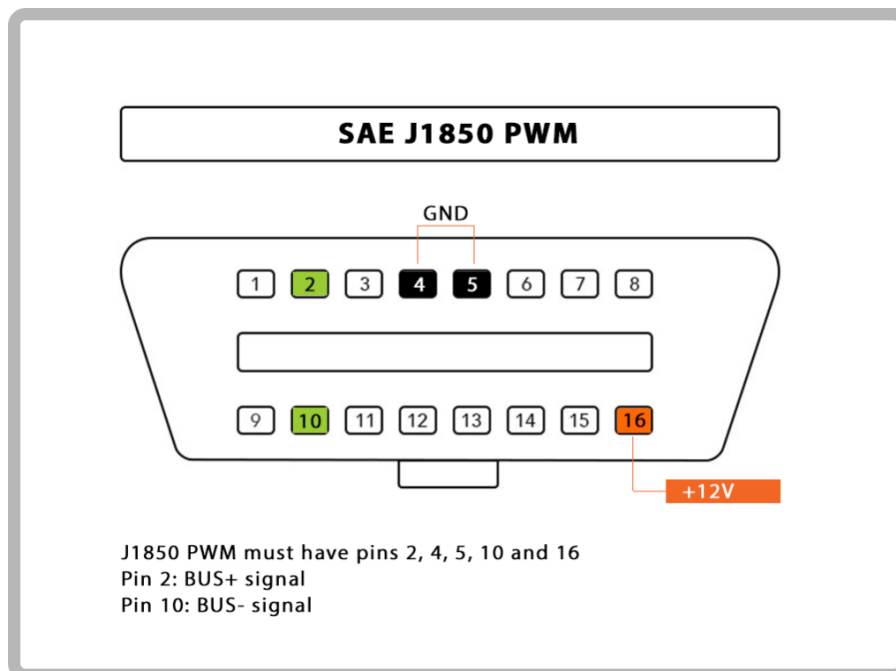 SAE J1850 PWM
GND
1 2 3 4 5 6 7 8
9 10 11 12 13 14 15 16
+12V
J1850 PWM must have pins 2, 4, 5, 10 and 16
Pin 2: BUS+ signal
Pin 10: BUS- signal